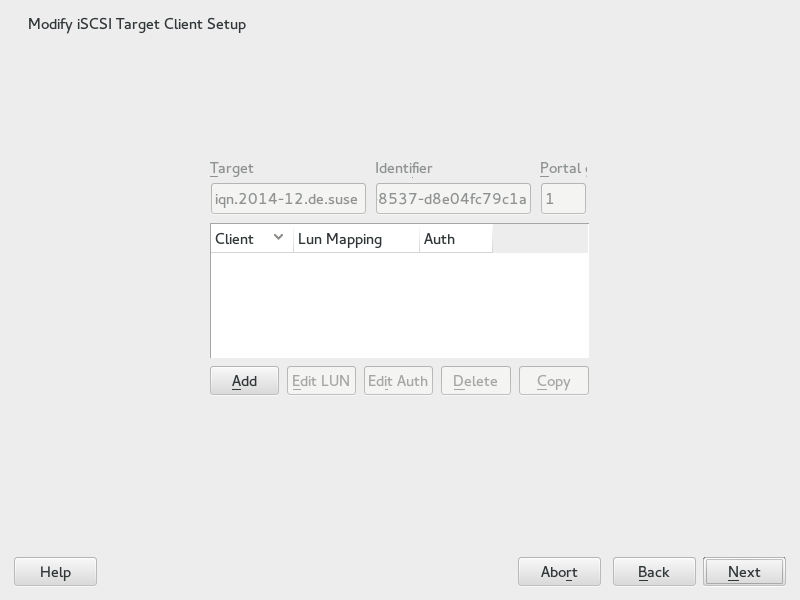 Modify iSCSI Target Client Setup
Target Identifier Portal
iqn.2014-12.de.suse 8537-d8e04fc79c1a 1
Client Lun Mapping Auth
Add Edit LUN Edit Auth Delete Copy
Help Abort Back Next